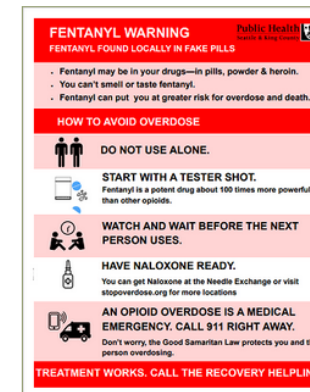 FENTANYL WARNING
Public Health
Seattle & King County
FENTANYL FOUND LOCALLY IN FAKE PILLS
Fentanyl may be in your drugs—in pills, powder & heroin.
You can't smell or taste fentanyl.
Fentanyl can put you at greater risk for overdose and death.
HOW TO AVOID OVERDOSE
DO NOT USE ALONE.
START WITH A TESTER SHOT.
Fentanyl is a potent drug about 100 times more powerful
than other opioids.
WATCH AND WAIT BEFORE THE NEXT
PERSON USES.
HAVE NALOXONE READY.
You can get Naloxone at the Needle Exchange or visit
stopoverdose.org for more locations
AN OPIOID OVERDOSE IS A MEDICAL
EMERGENCY. CALL 911 RIGHT AWAY.
Don't worry, the Good Samaritan Law protects you and
person overdosing.
TREATMENT WORKS. CALL THE RECOVERY